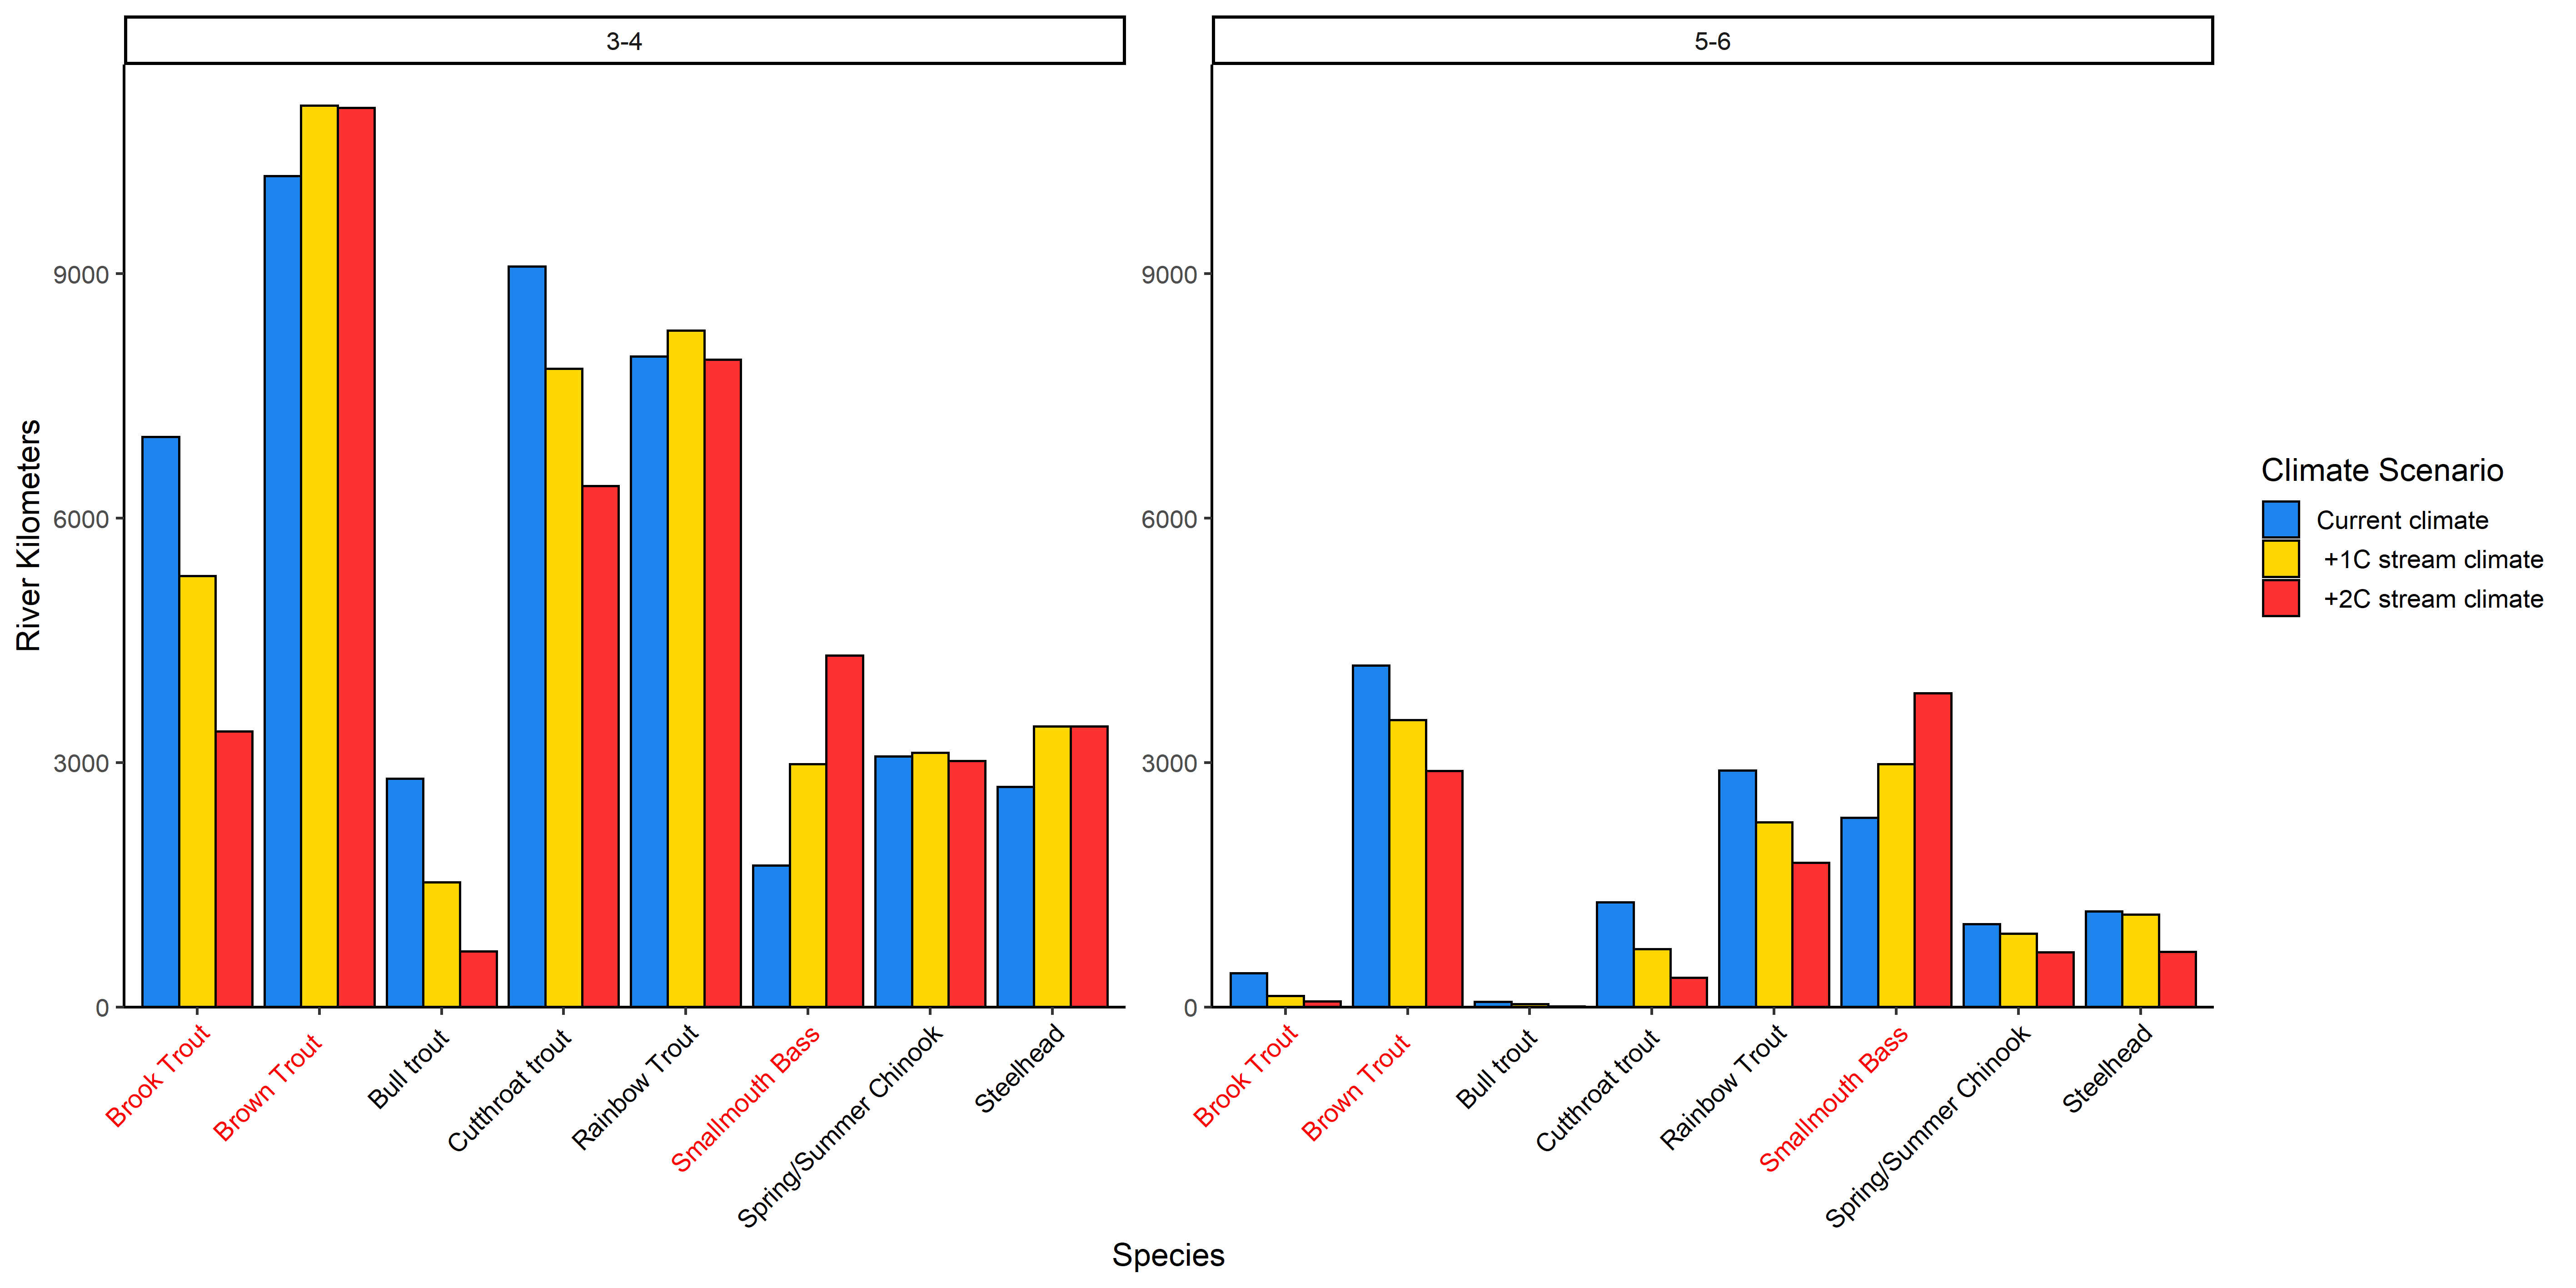 3-4
5-6
River Kilometers
9000
6000
3000
0
9000
6000
3000
0
Brook Trout
Brown Trout
Bull trout
Cutthroat trout
Rainbow Trout
Smallmouth Bass
Spring/Summer Chinook
Steelhead
Brook Trout
Brown Trout
Bull trout
Cutthroat trout
Rainbow Trout
Smallmouth Bass
Spring/Summer Chinook
Steelhead
Species
Climate Scenario
Current climate
+1C stream climate
+2C stream climate